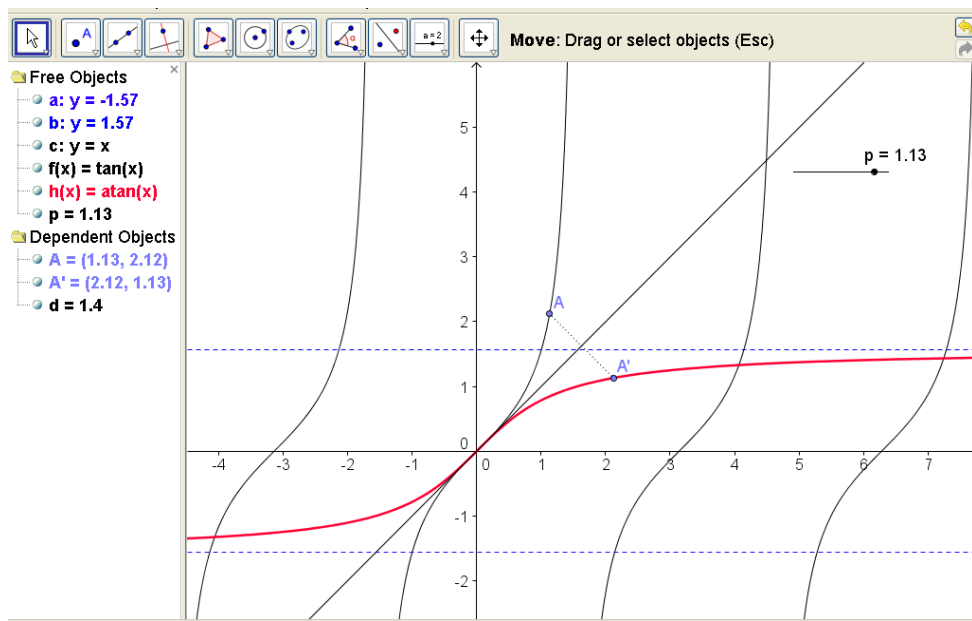 A
α
a=2
Move: Drag or select objects (Esc)
Free Objects
a: y = -1.57
b: y = 1.57
c: y = x
f(x) = tan(x)
h(x) = atan(x)
p = 1.13
Dependent Objects
A = (1.13, 2.12)
A' = (2.12, 1.13)
d = 1.4
5
p = 1.13
4
3
A
2
A'
1
0
-4 -3 -2 -1 0 1 2 3 4 5 6 7
-1
-2